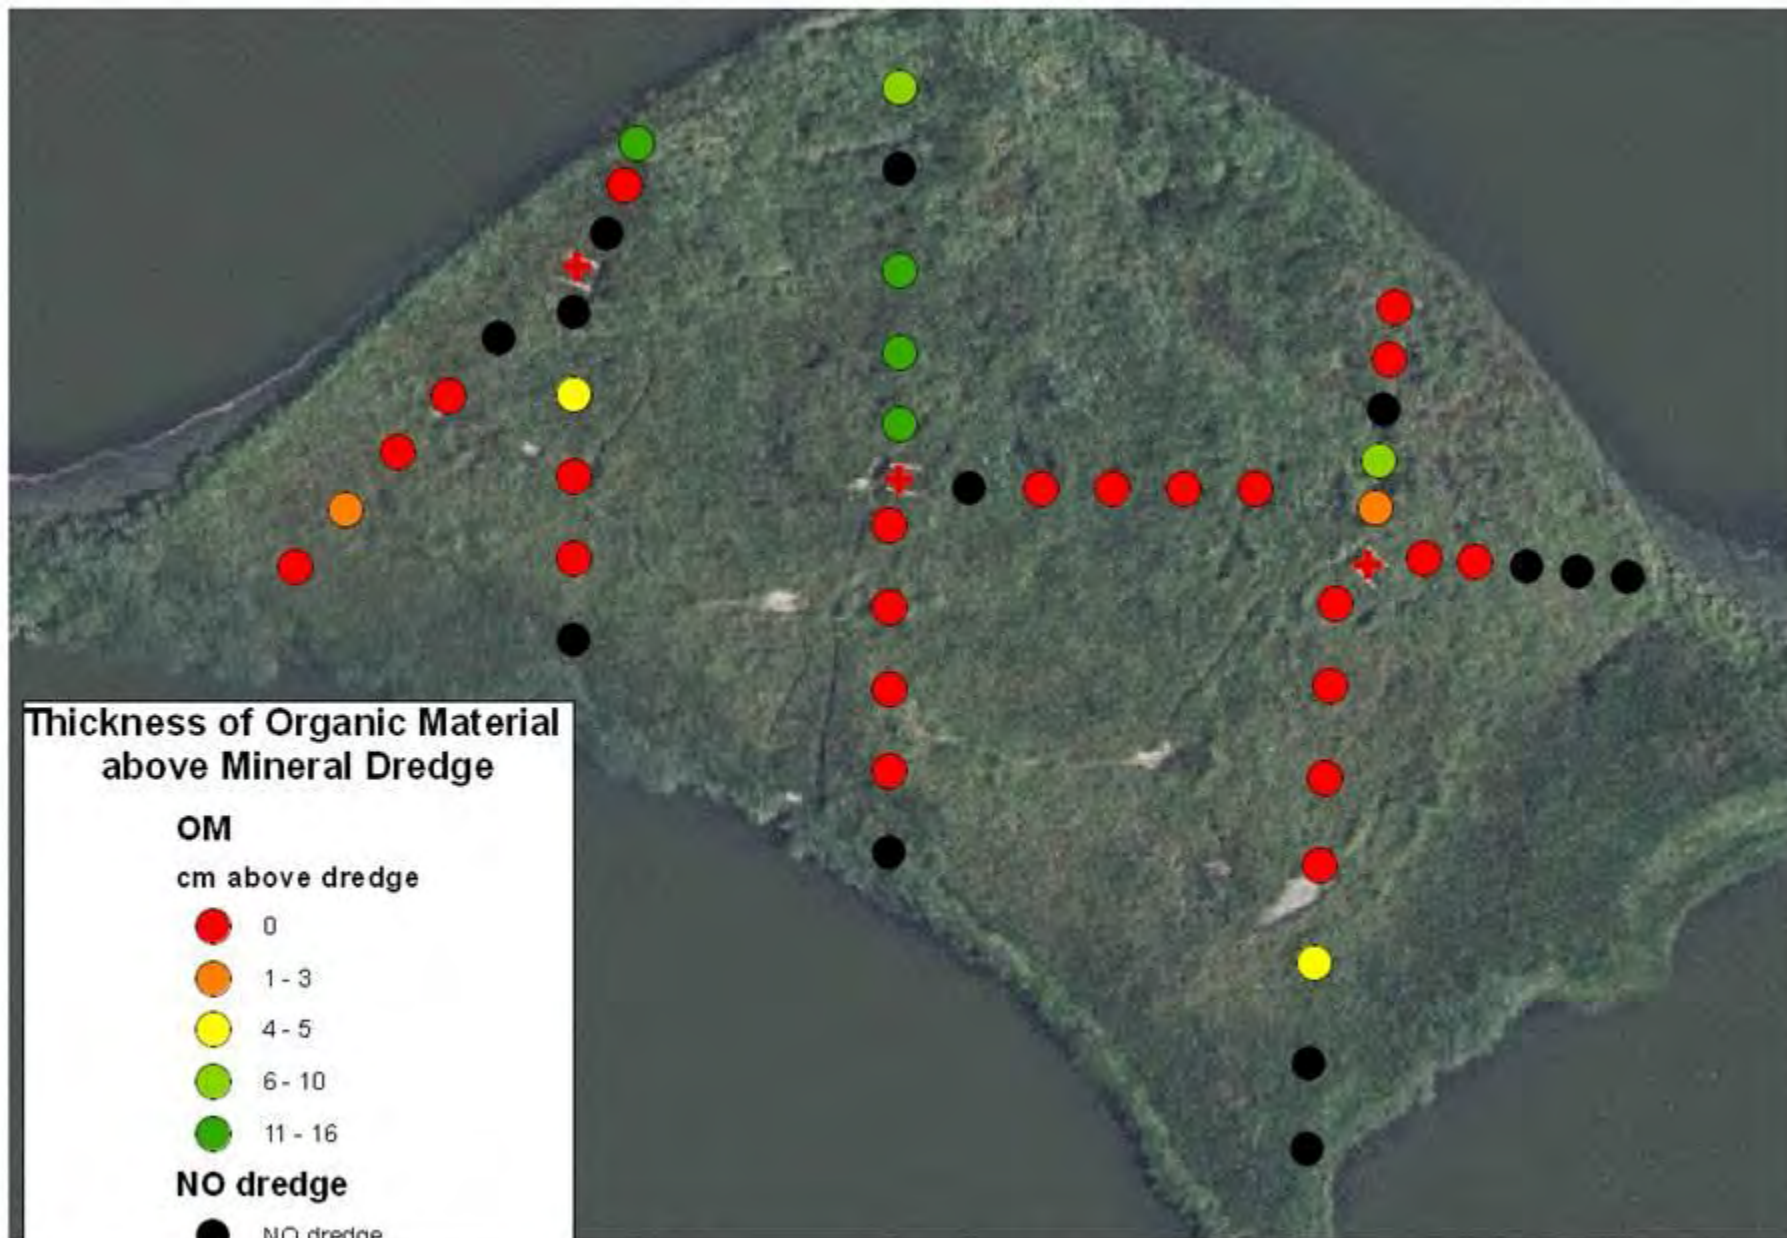 Thickness of Organic Material
above Mineral Dredge
OM
cm above dredge
0
1 - 3
4 - 5
6 - 10
11 - 16
NO dredge
NO dredge